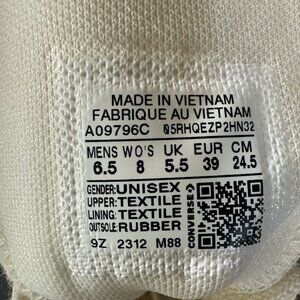 MADE IN VIETNAM
FABRIQUE AU VIETNAM
A09796C 05RHQEZP2HN32
MENS WO'S UK EUR CM
6.5 8 5.5 39 24.5
GENDER: UNISEX
UPPER: TEXTILE
LINING: TEXTILE
OUTSOLE: RUBBER
CONVERSE
9Z 2312 M88